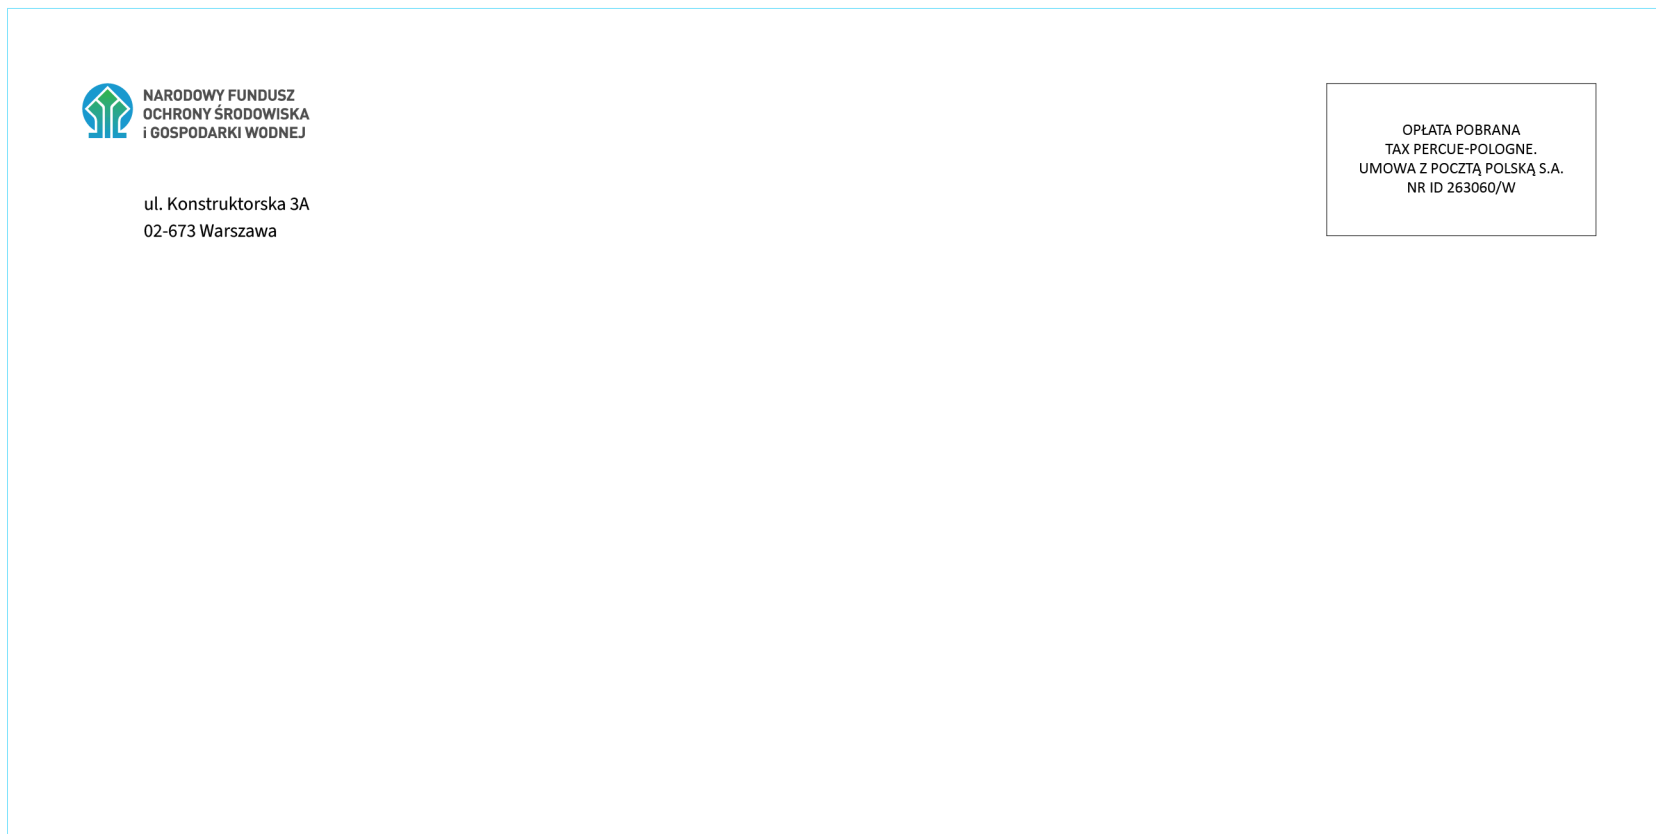 NARODOWY FUNDUSZ
OCHRONY ŚRODOWISKA
i GOSPODARKI WODNEJ
ul. Konstruktorska 3A
02-673 Warszawa
OPŁATA POBRANA
TAX PERCUE-POLOGNE.
UMOWA Z POCZTĄ POLSKĄ S.A.
NR ID 263060/W